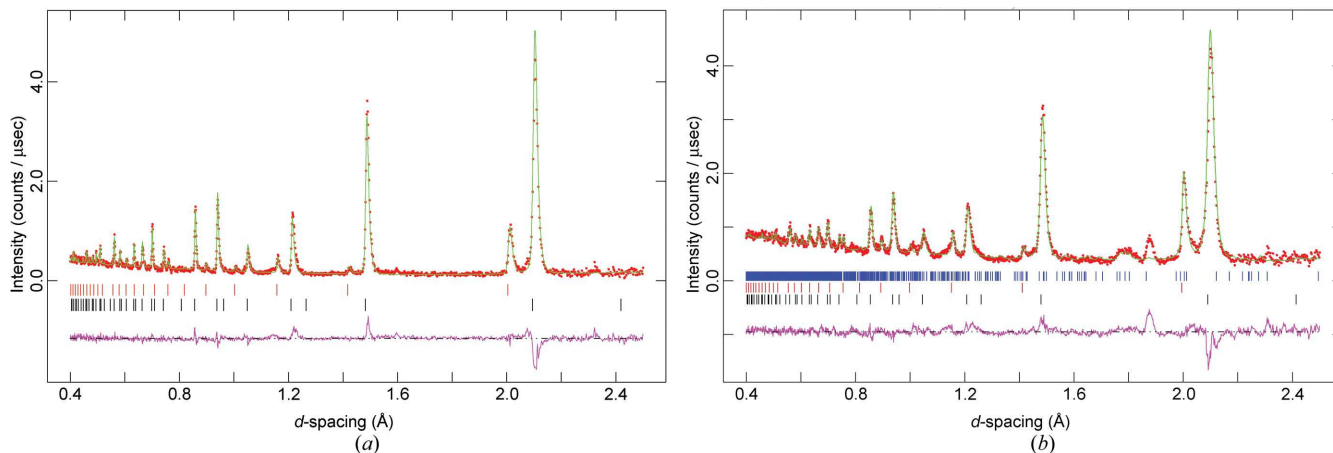 4.0
2.0
0.0
Intensity (counts / μsec)
0.4 0.8 1.2 1.6 2.0 2.4
d-spacing (Å)
(a)
4.0
2.0
0.0
Intensity (counts / μsec)
0.4 0.8 1.2 1.6 2.0 2.4
d-spacing (Å)
(b)